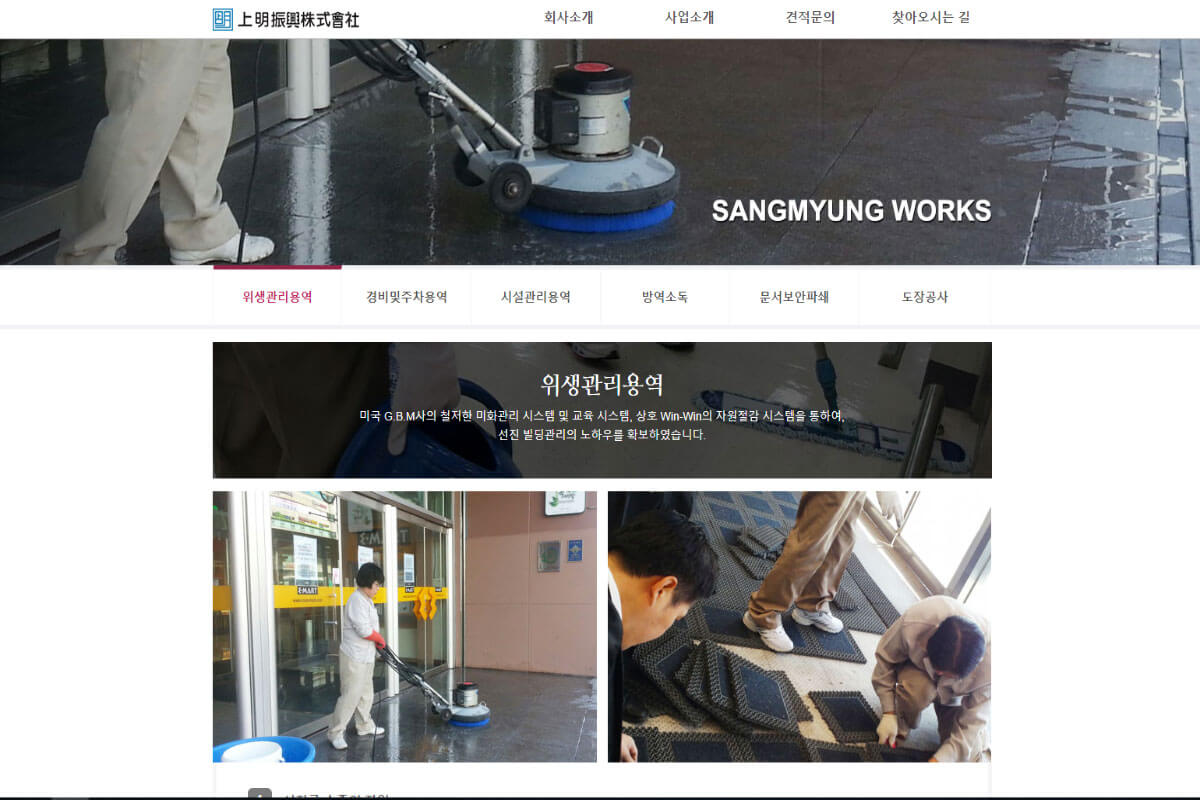 上明振興株式會社
회사소개
사업소개
견적문의
찾아오시는 길
SANGMYUNG WORKS
위생관리용역
경비및주차용역
시설관리용역
방역소독
문서보안파쇄
도장공사
위생관리용역
미국 G.B.M사의 철저한 미화관리 시스템 및 교육 시스템, 상호 Win-Win의 자원절감 시스템을 통하여,
선진 빌딩관리의 노하우를 확보하였습니다.
E-MART